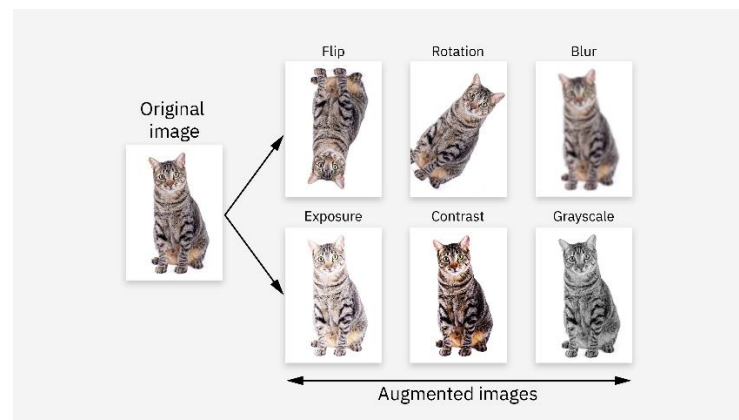 Original
image
Flip
Rotation
Blur
Exposure
Contrast
Grayscale
Augmented images